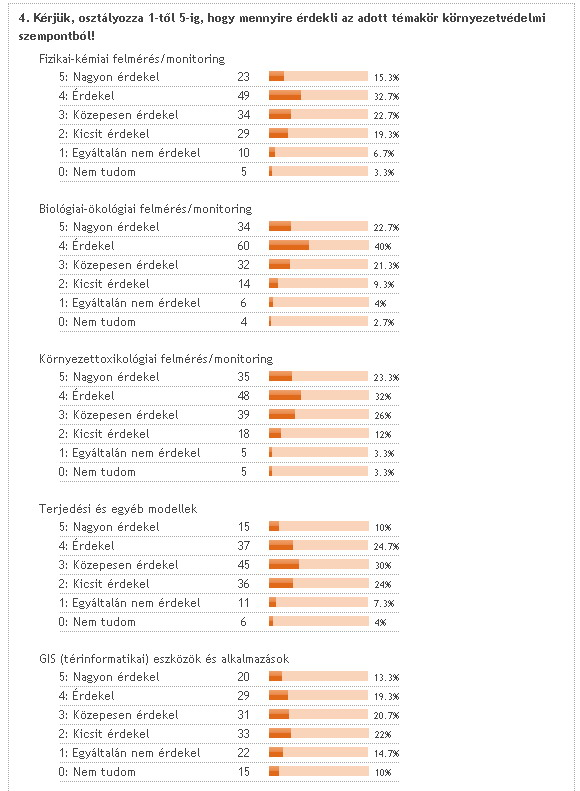 4. Kérjük, osztályozza 1-től 5-ig, hogy mennyire érdekli az adott témakör környezetvédelmi
szempontból!
Fizikai-kémiai felmérés/monitoring
5: Nagyon érdekel 23 15.3%
4: Érdekel 49 32.7%
3: Közepesen érdekel 34 22.7%
2: Kicsit érdekel 29 19.3%
1: Egyáltalán nem érdekel 10 6.7%
0: Nem tudom 5 3.3%
Biológiai-ökológiai felmérés/monitoring
5: Nagyon érdekel 34 22.7%
4: Érdekel 60 40%
3: Közepesen érdekel 32 21.3%
2: Kicsit érdekel 14 9.3%
1: Egyáltalán nem érdekel 6 4%
0: Nem tudom 4 2.7%
Környezettoxikológiai felmérés/monitoring
5: Nagyon érdekel 35 23.3%
4: Érdekel 48 32%
3: Közepesen érdekel 39 26%
2: Kicsit érdekel 18 12%
1: Egyáltalán nem érdekel 5 3.3%
0: Nem tudom 5 3.3%
Terjedési és egyéb modellek
5: Nagyon érdekel 15 10%
4: Érdekel 37 24.7%
3: Közepesen érdekel 45 30%
2: Kicsit érdekel 36 24%
1: Egyáltalán nem érdekel 11 7.3%
0: Nem tudom 6 4%
GIS (térinformatikai) eszközök és alkalmazások
5: Nagyon érdekel 20 13.3%
4: Érdekel 29 19.3%
3: Közepesen érdekel 31 20.7%
2: Kicsit érdekel 33 22%
1: Egyáltalán nem érdekel 22 14.7%
0: Nem tudom 15 10%